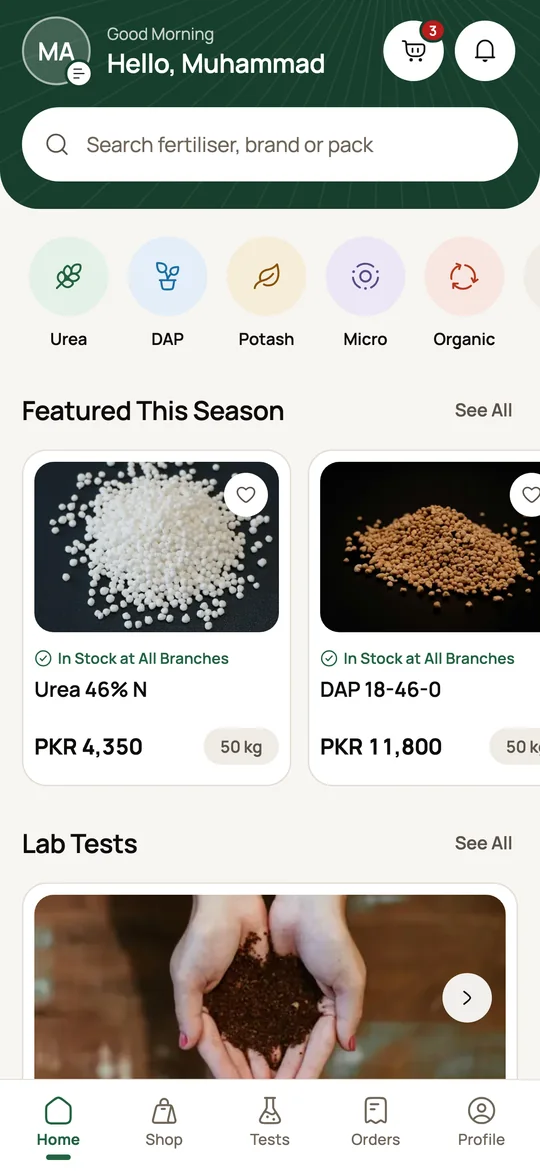 MA
Good Morning
Hello, Muhammad
3
Search fertiliser, brand or pack
Urea
DAP
Potash
Micro
Organic
Featured This Season
See All
In Stock at All Branches
Urea 46% N
PKR 4,350
50 kg
In Stock at All Branches
DAP 18-46-0
PKR 11,800
50 k
Lab Tests
See All
Home
Shop
Tests
Orders
Profile